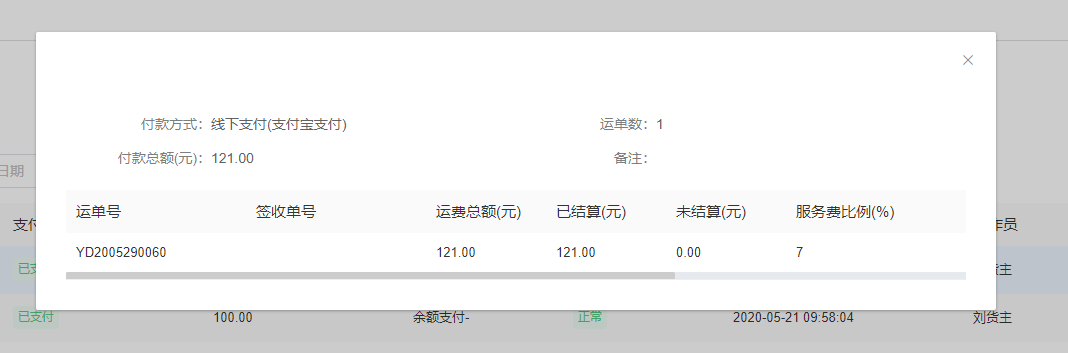 付款方式：线下支付(支付宝支付) 运单数：1
付款总额(元)：121.00 备注：
日期
运单号 签收单号 运费总额(元) 已结算(元) 未结算(元) 服务费比例(%)
支付 作员
YD2005290060 121.00 121.00 0.00 7
已支 货主
已支付 100.00 余额支付- 正常 2020-05-21 09:58:04 刘货主